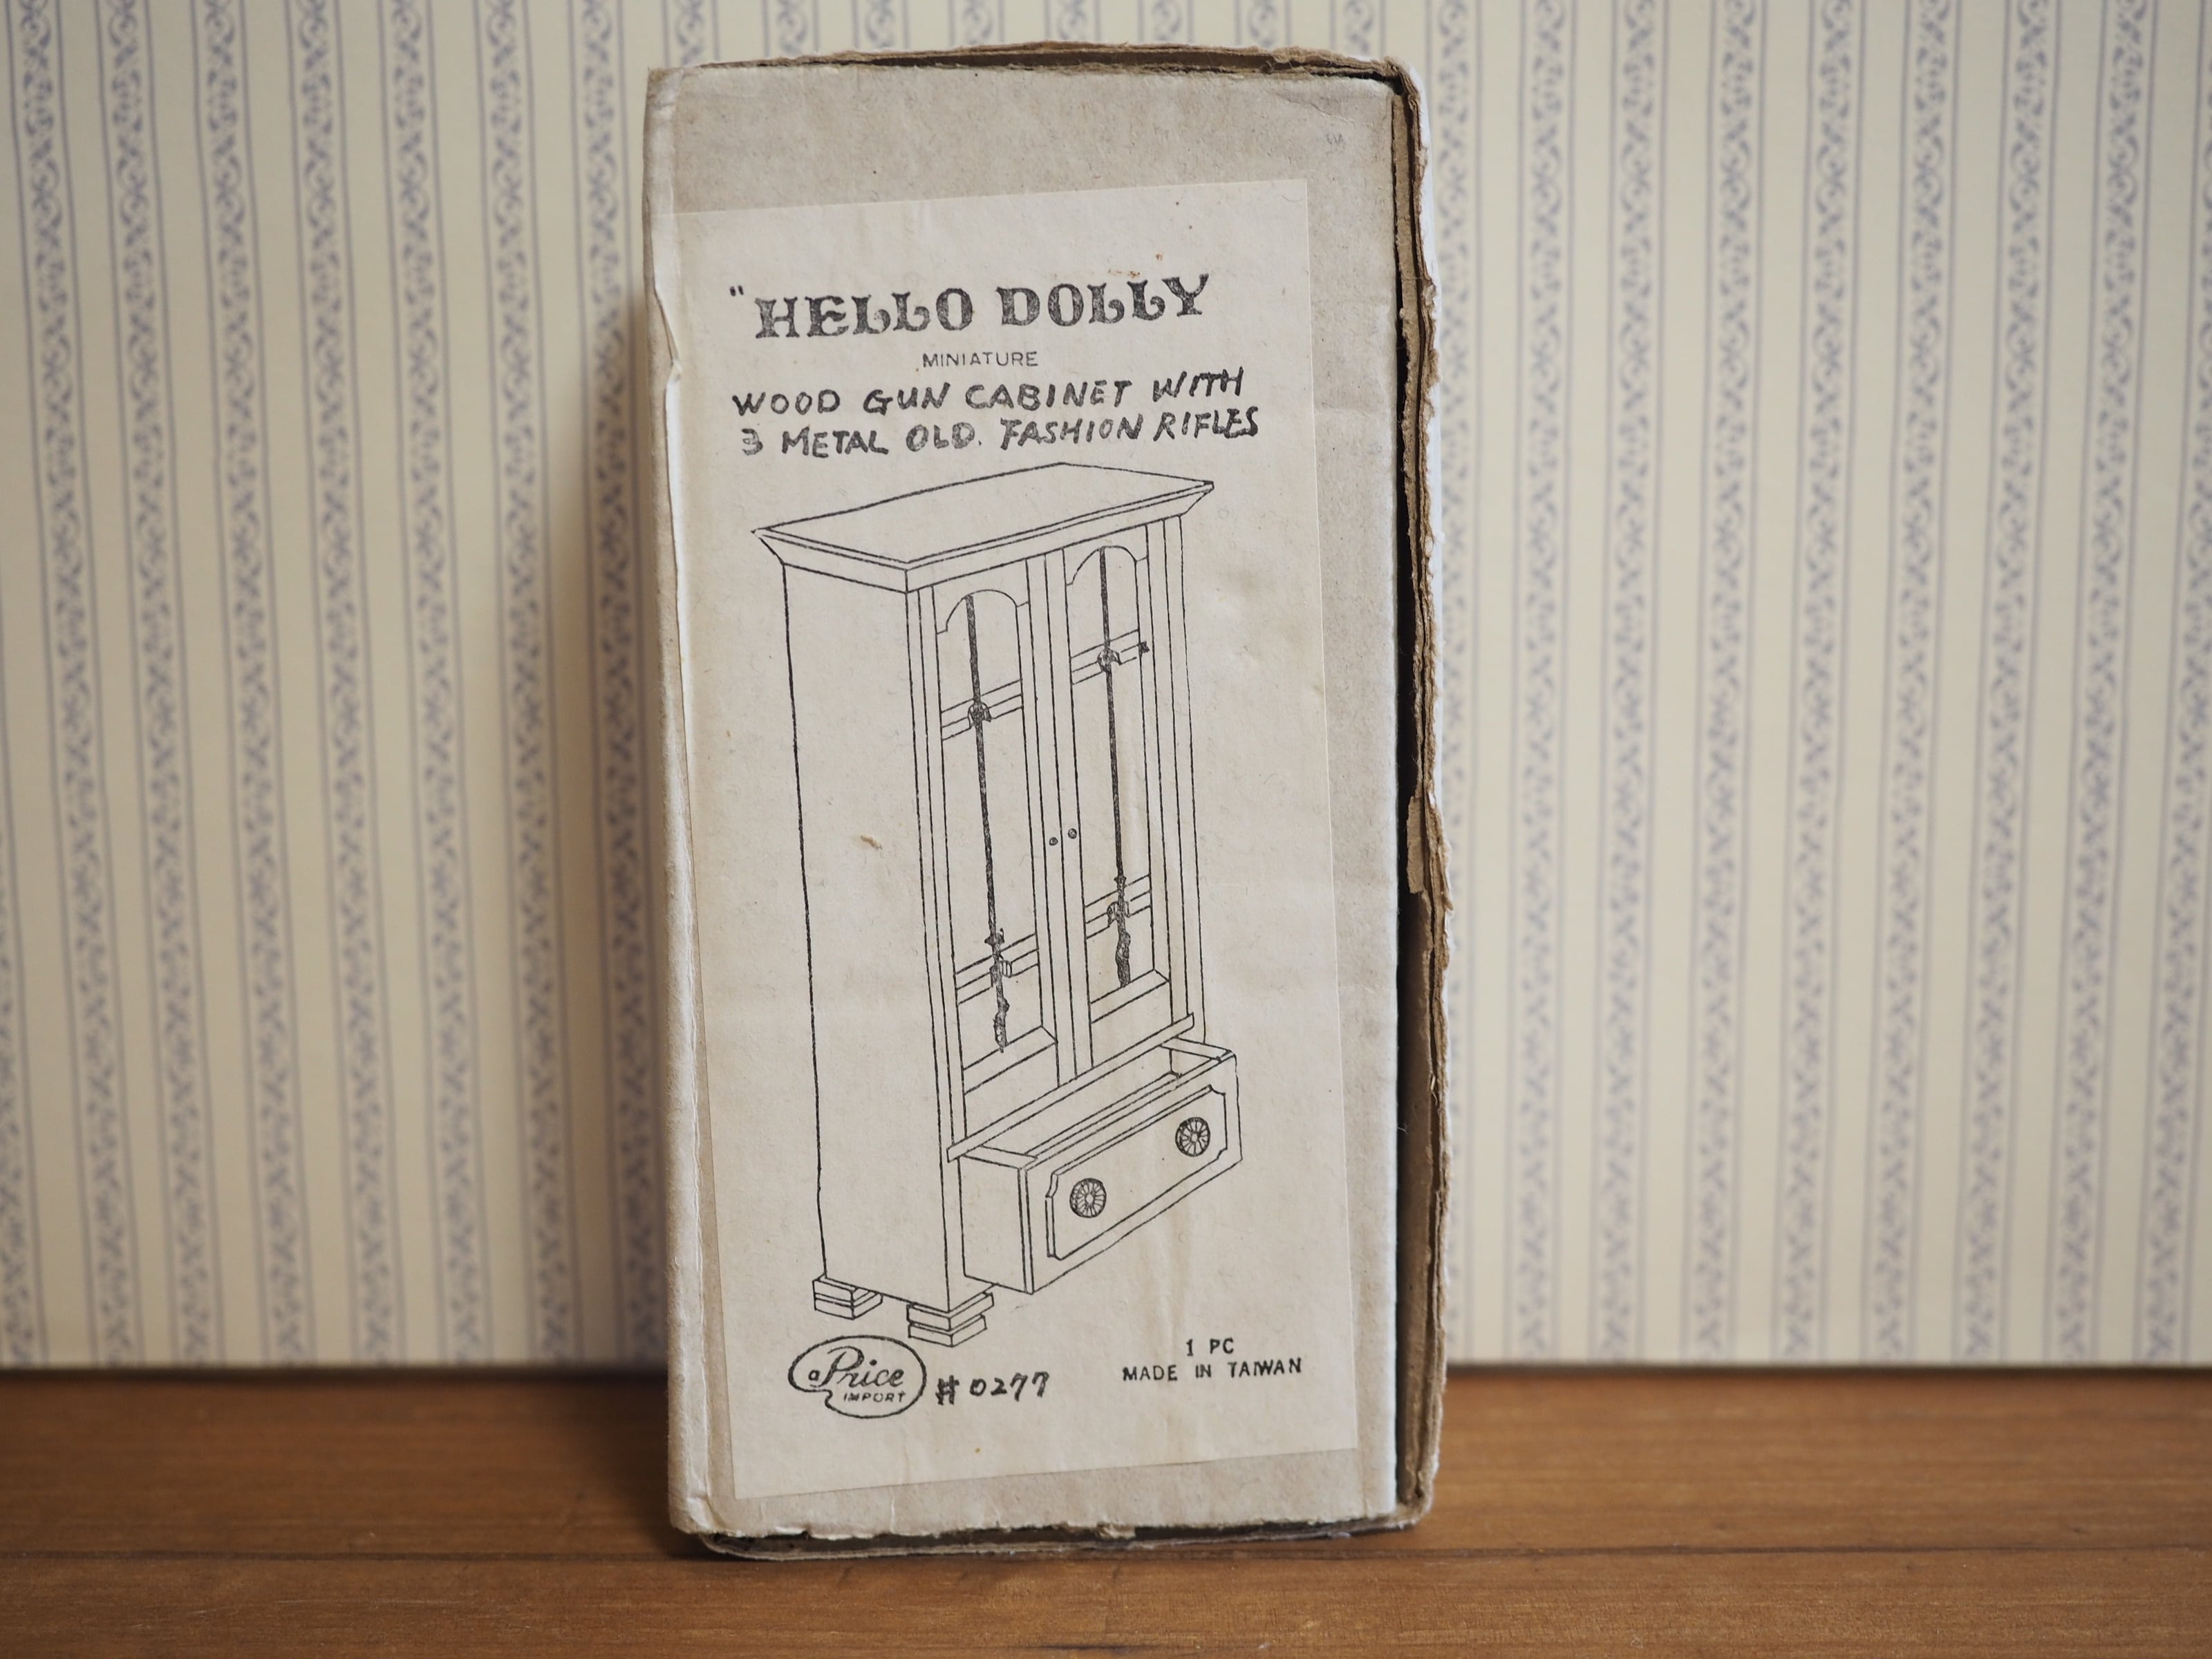 "HELLO DOLLY
MINIATURE
WOOD GUN CABINET WITH
3 METAL OLD. FASHION RIFLES
a Price
IMPORT
# 0277
1 PC
MADE IN TAIWAN